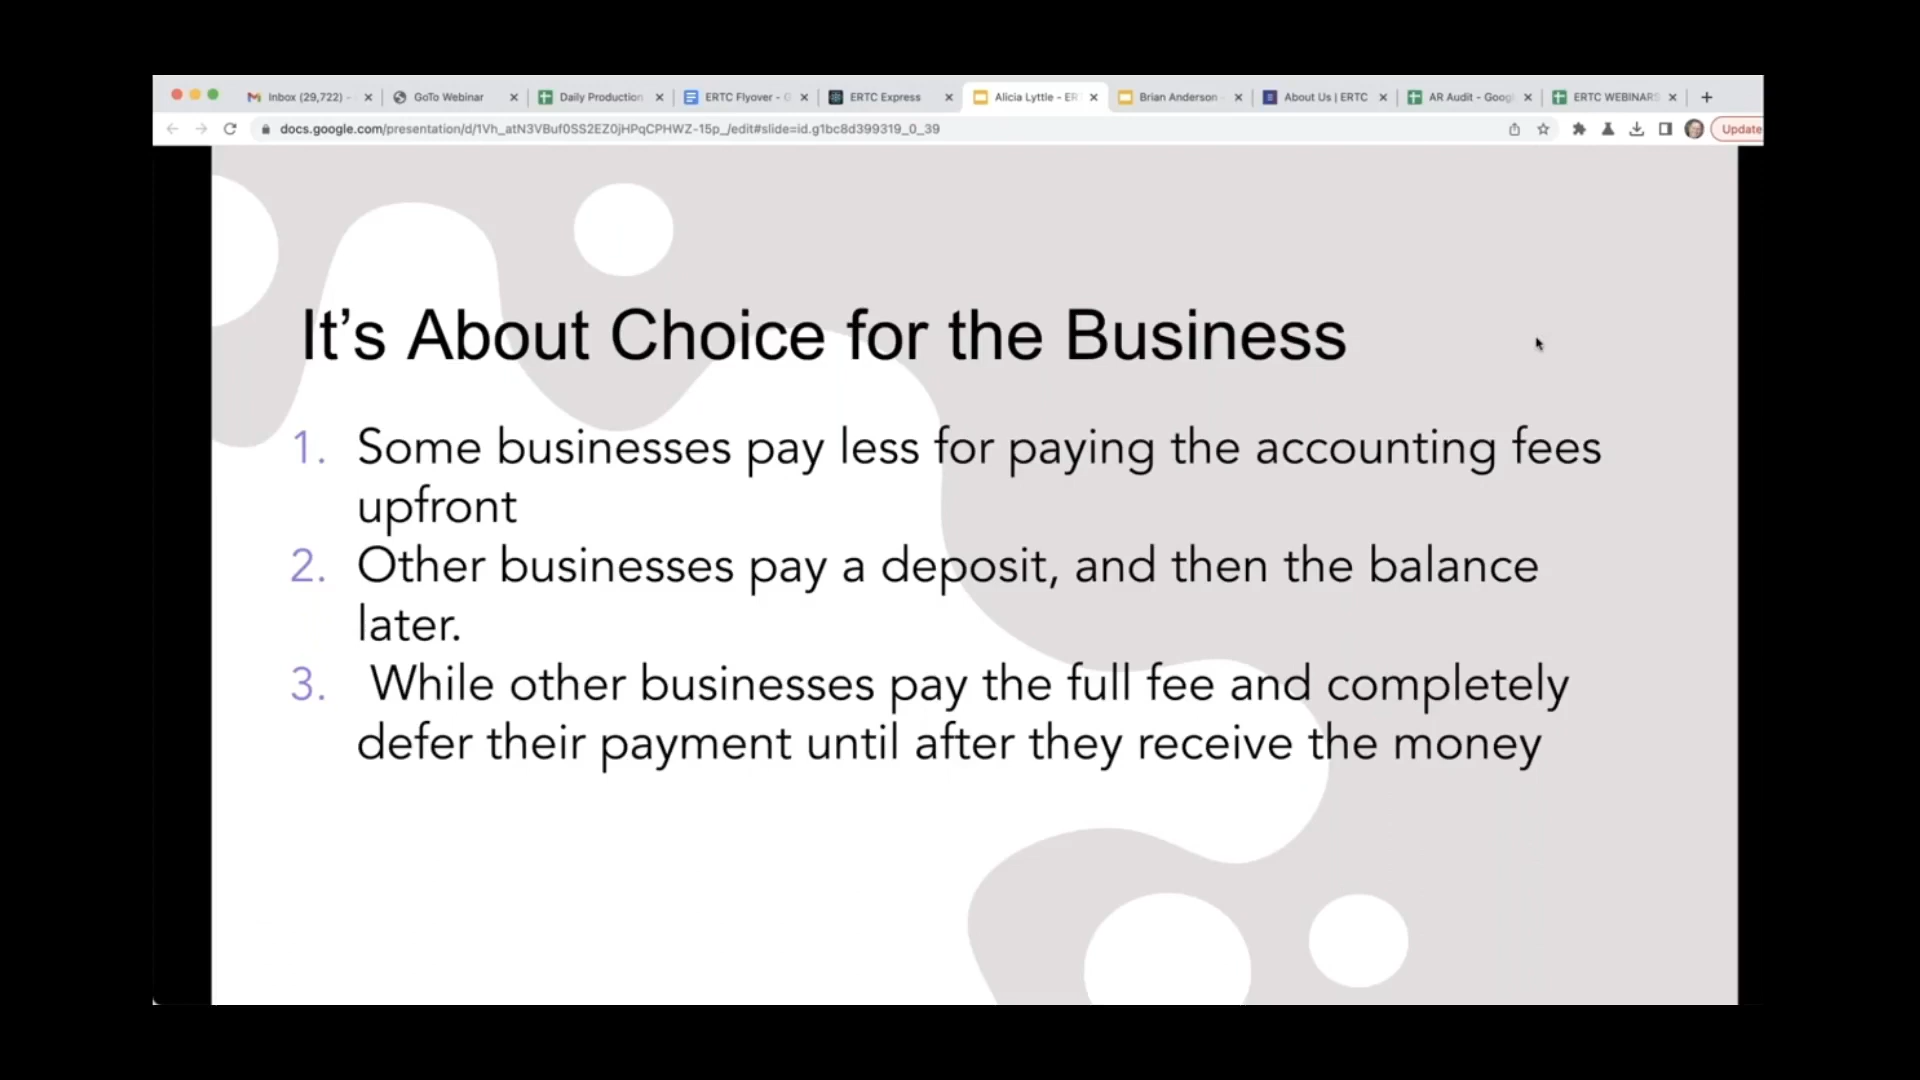 Inbox (29,722) -
GoTo Webinar
Daily Production
ERTC Flyover - G
ERTC Express
Alicia Lyttle - ER
Brian Anderson -
About Us | ERTC
AR Audit - Goog
ERTC WEBINARS
docs.google.com/presentation/d/1Vh_atN3VBuf0SS2EZ0jHPqCPHWZ-15p_/edit#slide=id.g1bc8d399319_0_39
Update
It’s About Choice for the Business
1. Some businesses pay less for paying the accounting fees
upfront
2. Other businesses pay a deposit, and then the balance
later.
3. While other businesses pay the full fee and completely
defer their payment until after they receive the money